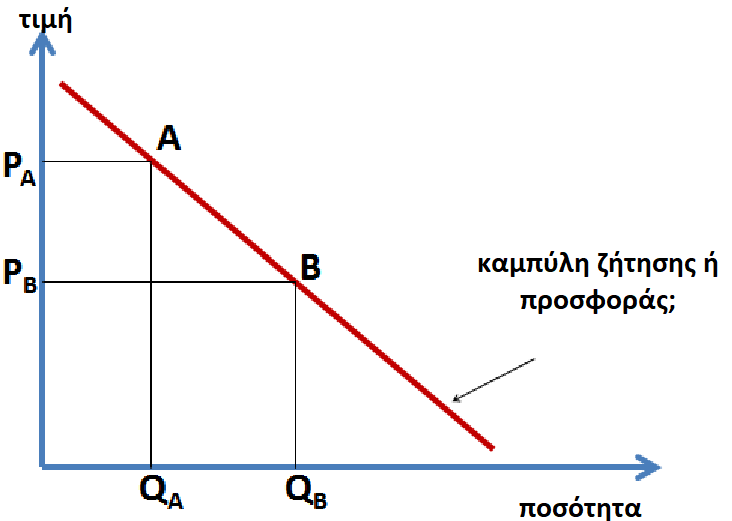 τιμή
A
P_A
B
P_B
καμπύλη ζήτησης ή
προσφοράς;
Q_A
Q_B
ποσότητα